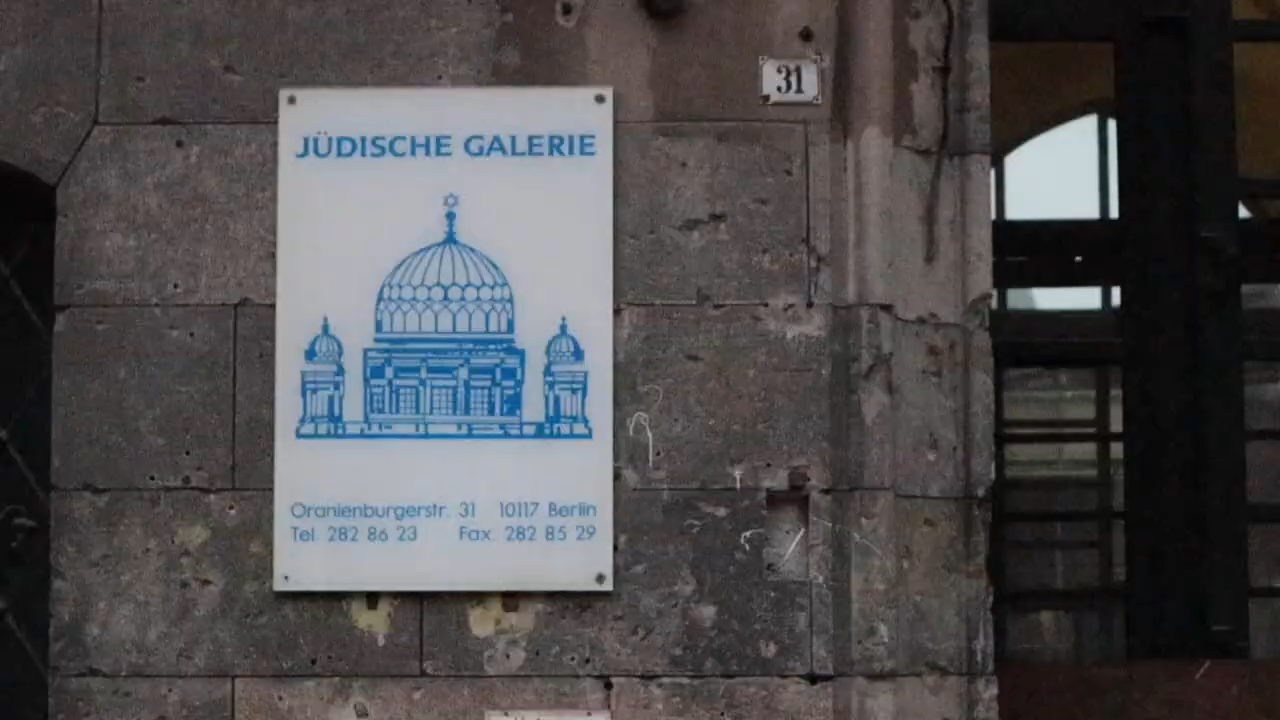 31
JÜDISCHE GALERIE
Oranienburgerstr. 31 10117 Berlin
Tel. 282 86 23 Fax. 282 85 29